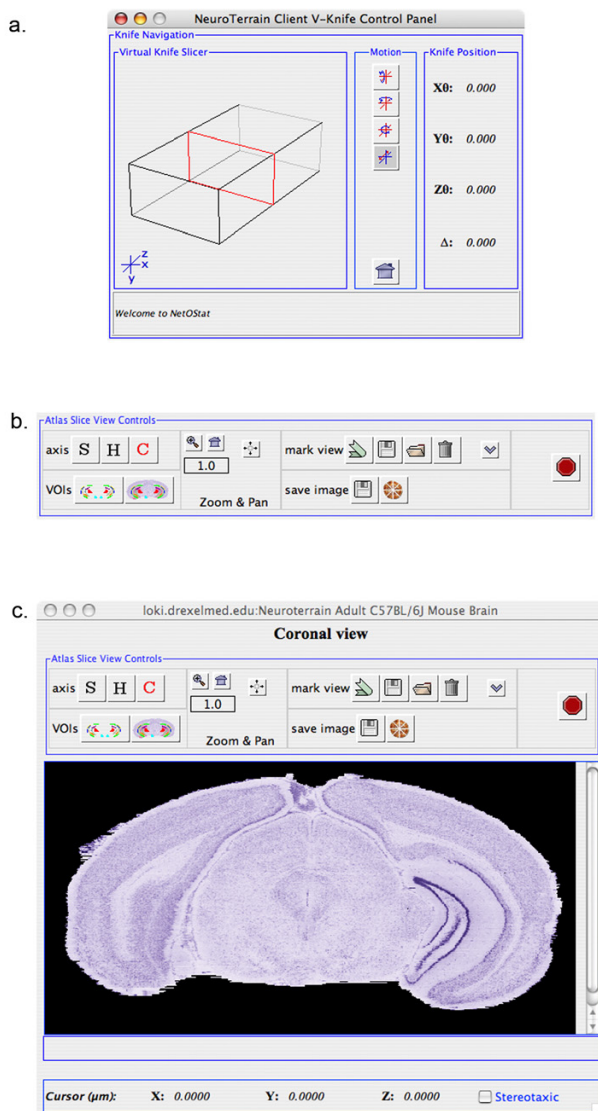 a.
NeuroTerrain Client V-Knife Control Panel
Knife Navigation
Virtual Knife Slicer
Motion
Knife Position
Xθ: 0.000
Yθ: 0.000
Zθ: 0.000
Δ: 0.000
z
x
y
Welcome to NetOStat
b.
Atlas Slice View Controls
axis S H C
mark view
1.0
VOIs
Zoom & Pan
save image
c.
loki.drexelmed.edu:Neuroterrain Adult C57BL/6J Mouse Brain
Coronal view
Atlas Slice View Controls
axis S H C
mark view
1.0
VOIs
Zoom & Pan
save image
Cursor (µm): X: 0.0000 Y: 0.0000 Z: 0.0000 Stereotaxic